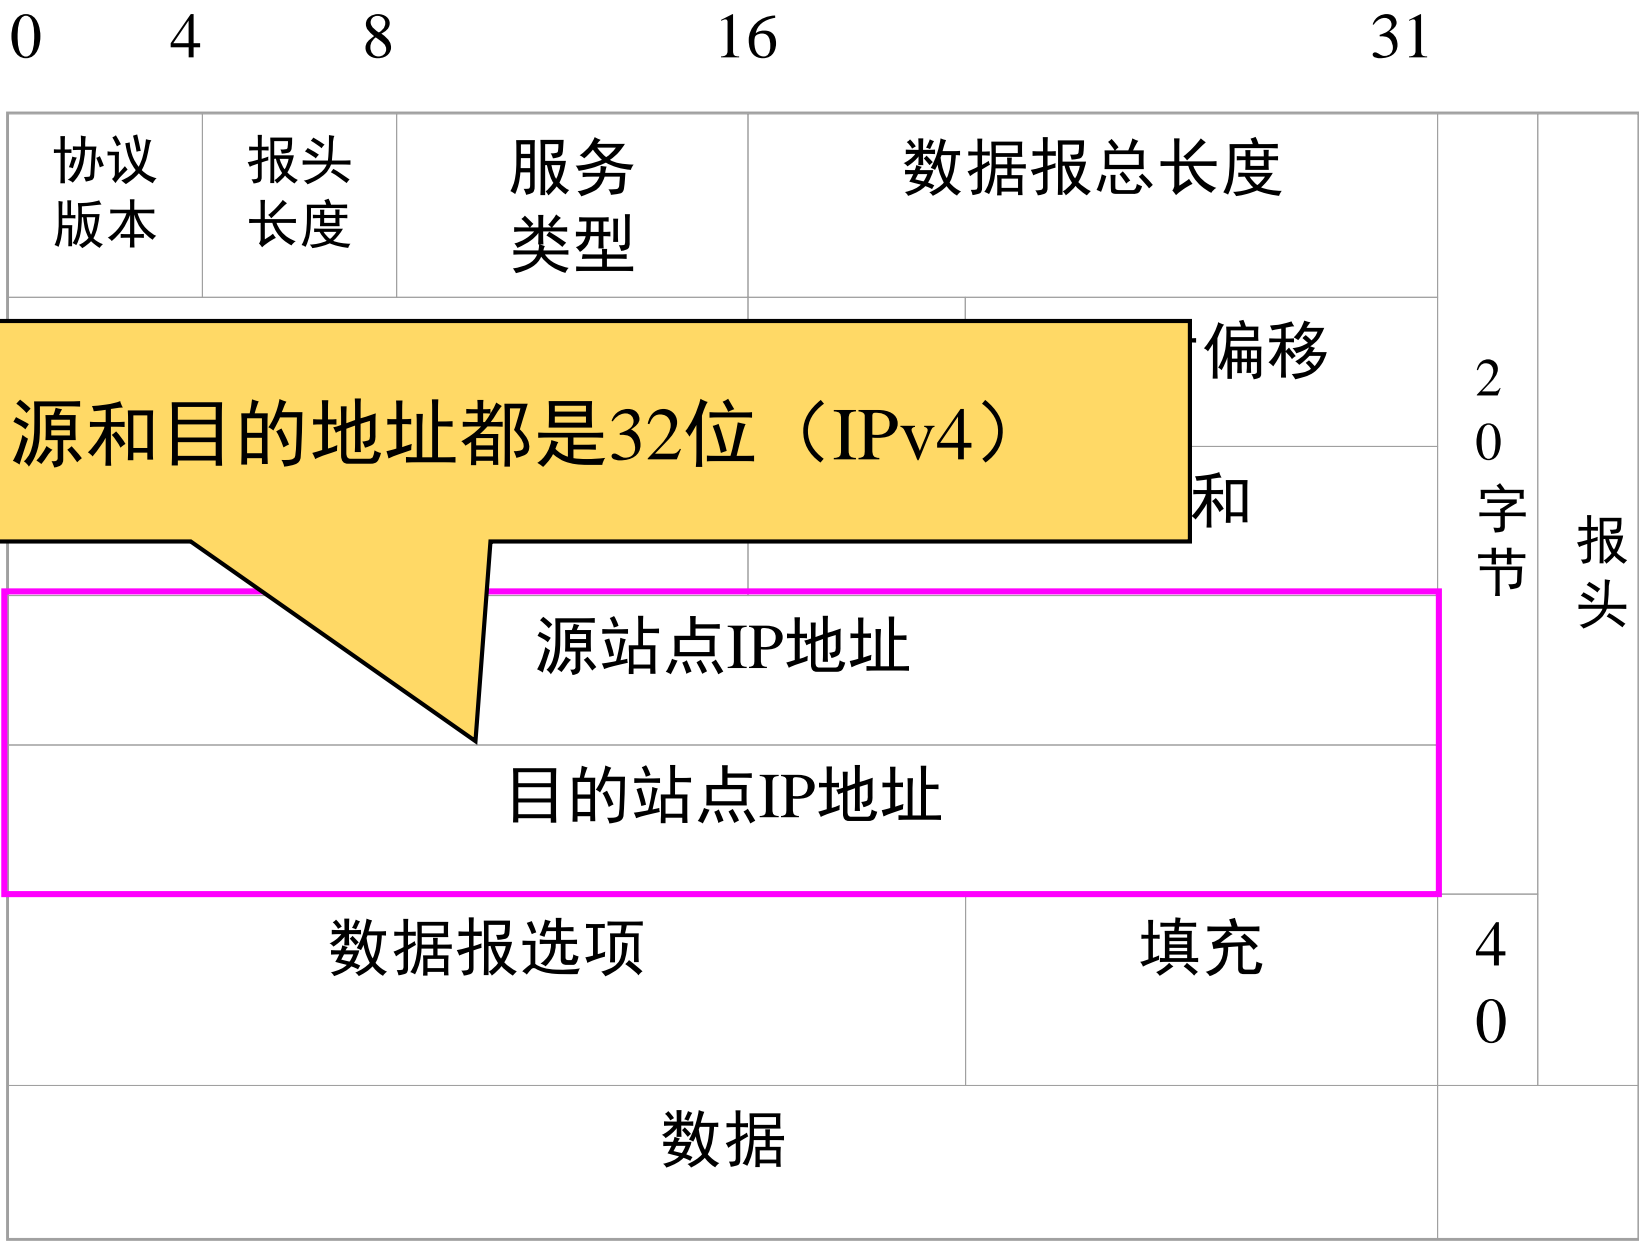 0 4 8 16 31
协议 报头 服务 数据报总长度
版本 长度 类型
偏移
源和目的地址都是32位（IPv4）
和
20字节
报头
源站点IP地址
目的站点IP地址
数据报选项 填充 40
数据